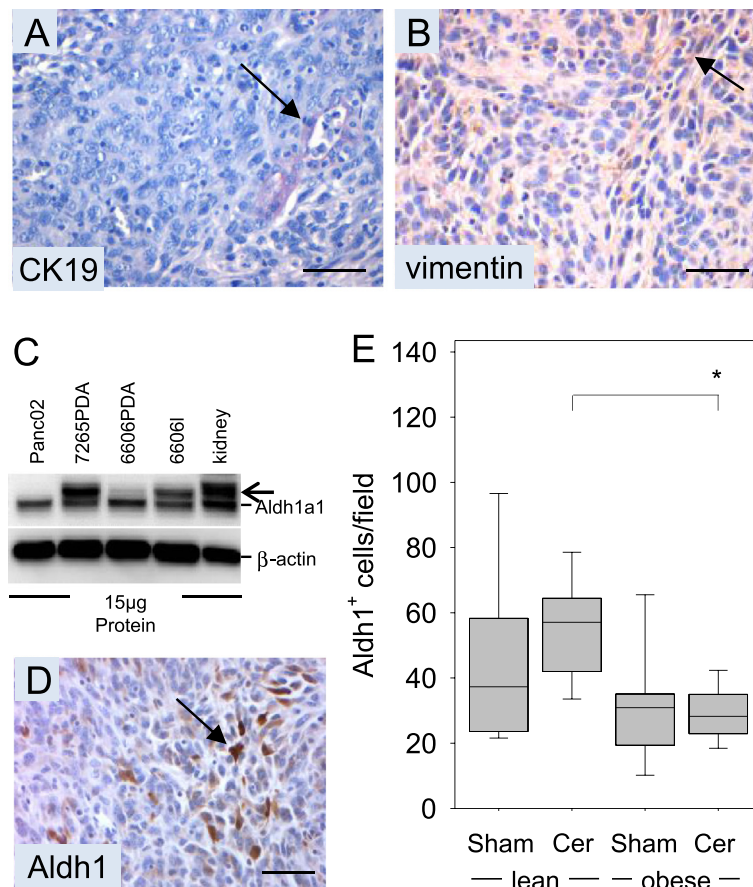 A
CK19
B
vimentin
C
Panc02
7265PDA
6606PDA
6606l
kidney
Aldh1a1
β-actin
15µg
Protein
D
Aldh1
E
Aldh1+ cells/field
140
120
100
80
60
40
20
0
*
Sham Cer Sham Cer
lean obese